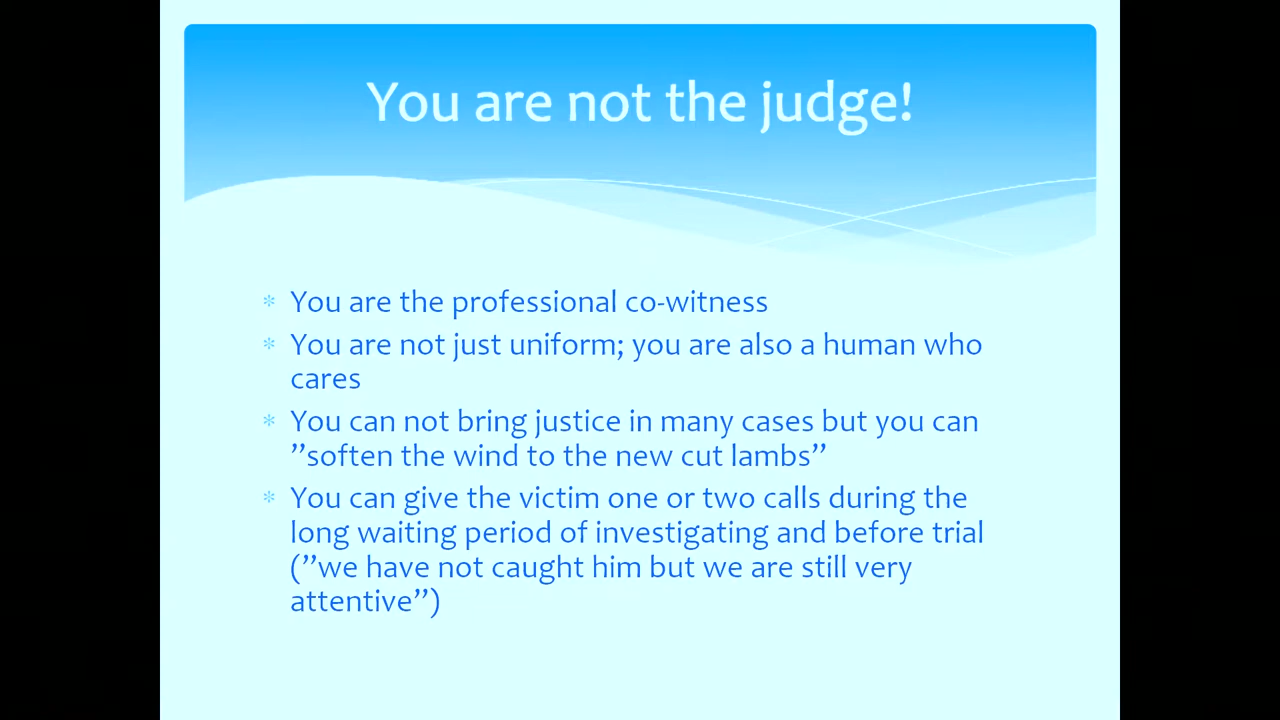 You are not the judge!
* You are the professional co-witness
* You are not just uniform; you are also a human who
cares
* You can not bring justice in many cases but you can
”soften the wind to the new cut lambs”
* You can give the victim one or two calls during the
long waiting period of investigating and before trial
(”we have not caught him but we are still very
attentive”)